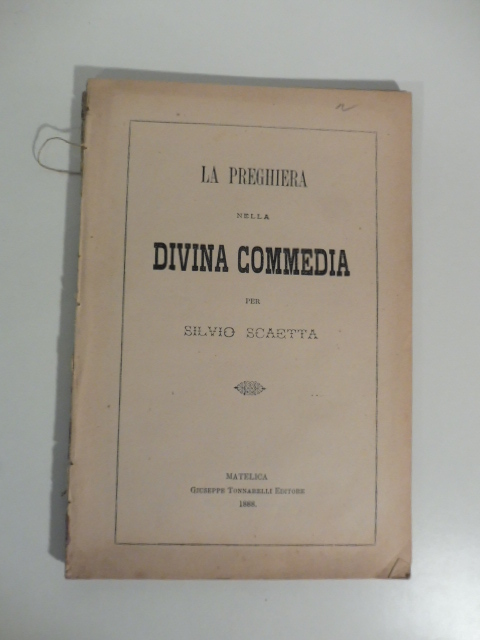 LA PREGHIERA
NELLA
DIVINA COMMEDIA
PER
SILVIO SCAETTA
MATELICA
GIUSEPPE TONNARELLI EDITORE
1888.